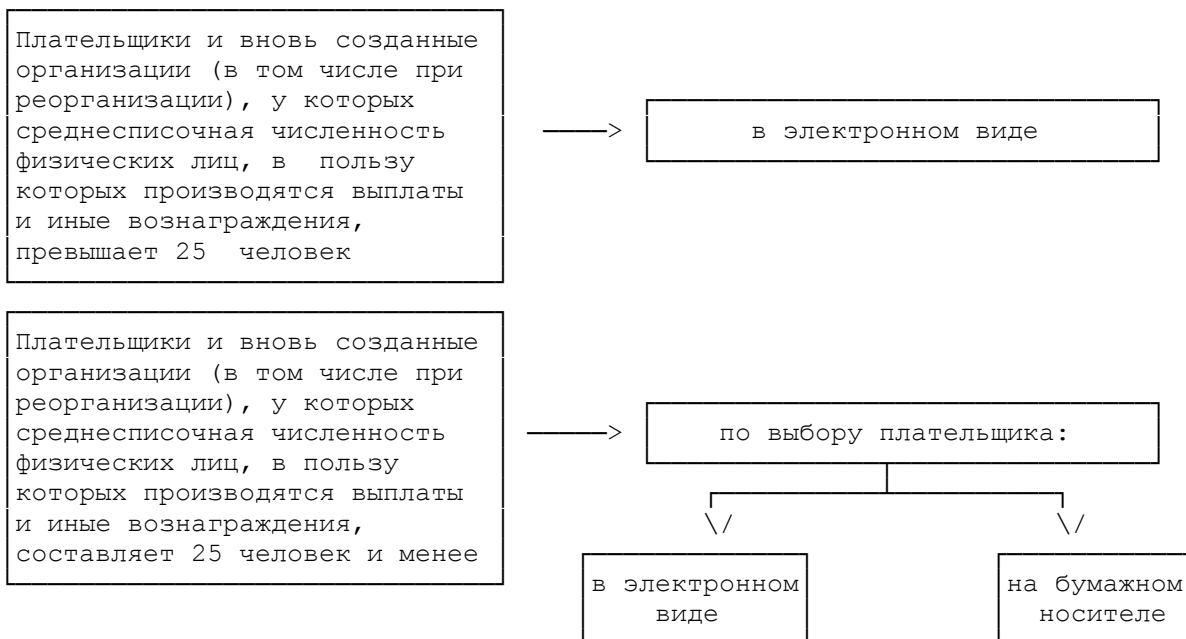 Плательщики и вновь созданные
организации (в том числе при
реорганизации), у которых
среднесписочная численность
физических лиц, в пользу
которых производятся выплаты
и иные вознаграждения,
превышает 25 человек
в электронном виде
Плательщики и вновь созданные
организации (в том числе при
реорганизации), у которых
среднесписочная численность
физических лиц, в пользу
которых производятся выплаты
и иные вознаграждения,
составляет 25 человек и менее
по выбору плательщика:
в электронном
виде
на бумажном
носителе